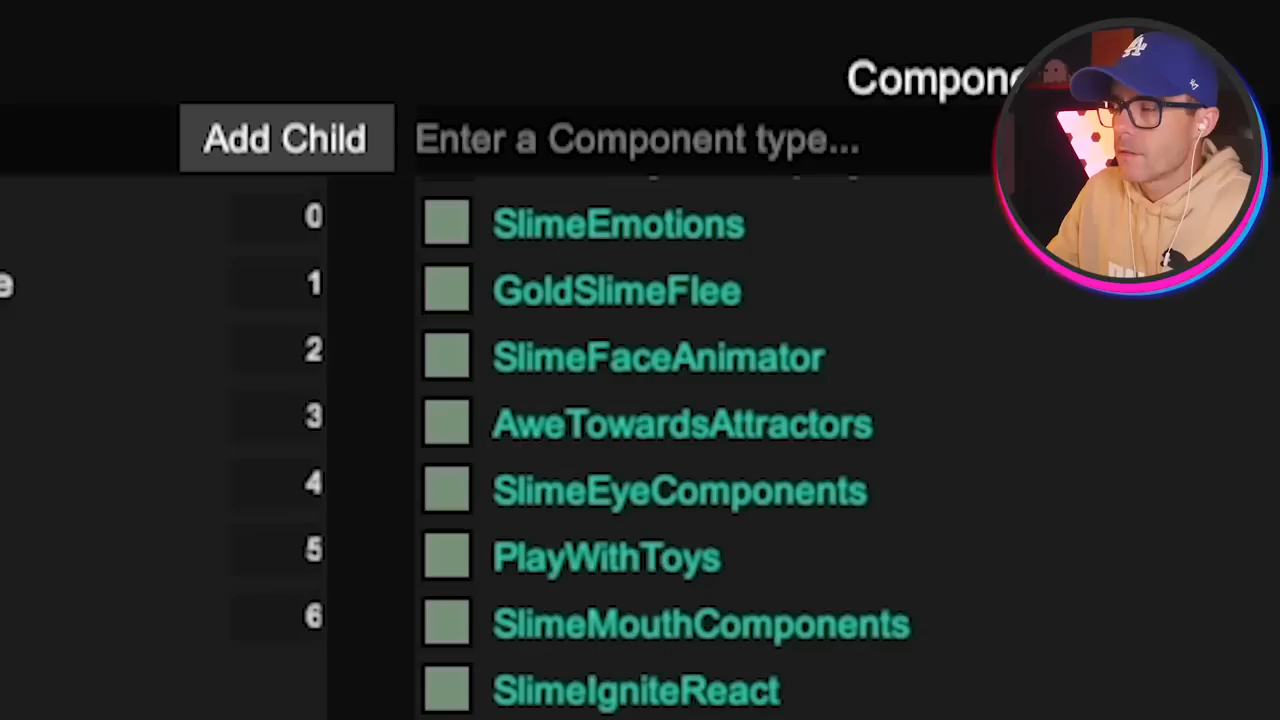 Compone
Add Child
Enter a Component type...
0
SlimeEmotions
1
GoldSlimeFlee
2
SlimeFaceAnimator
3
AweTowardsAttractors
4
SlimeEyeComponents
5
PlayWithToys
6
SlimeMouthComponents
SlimeIgniteReact